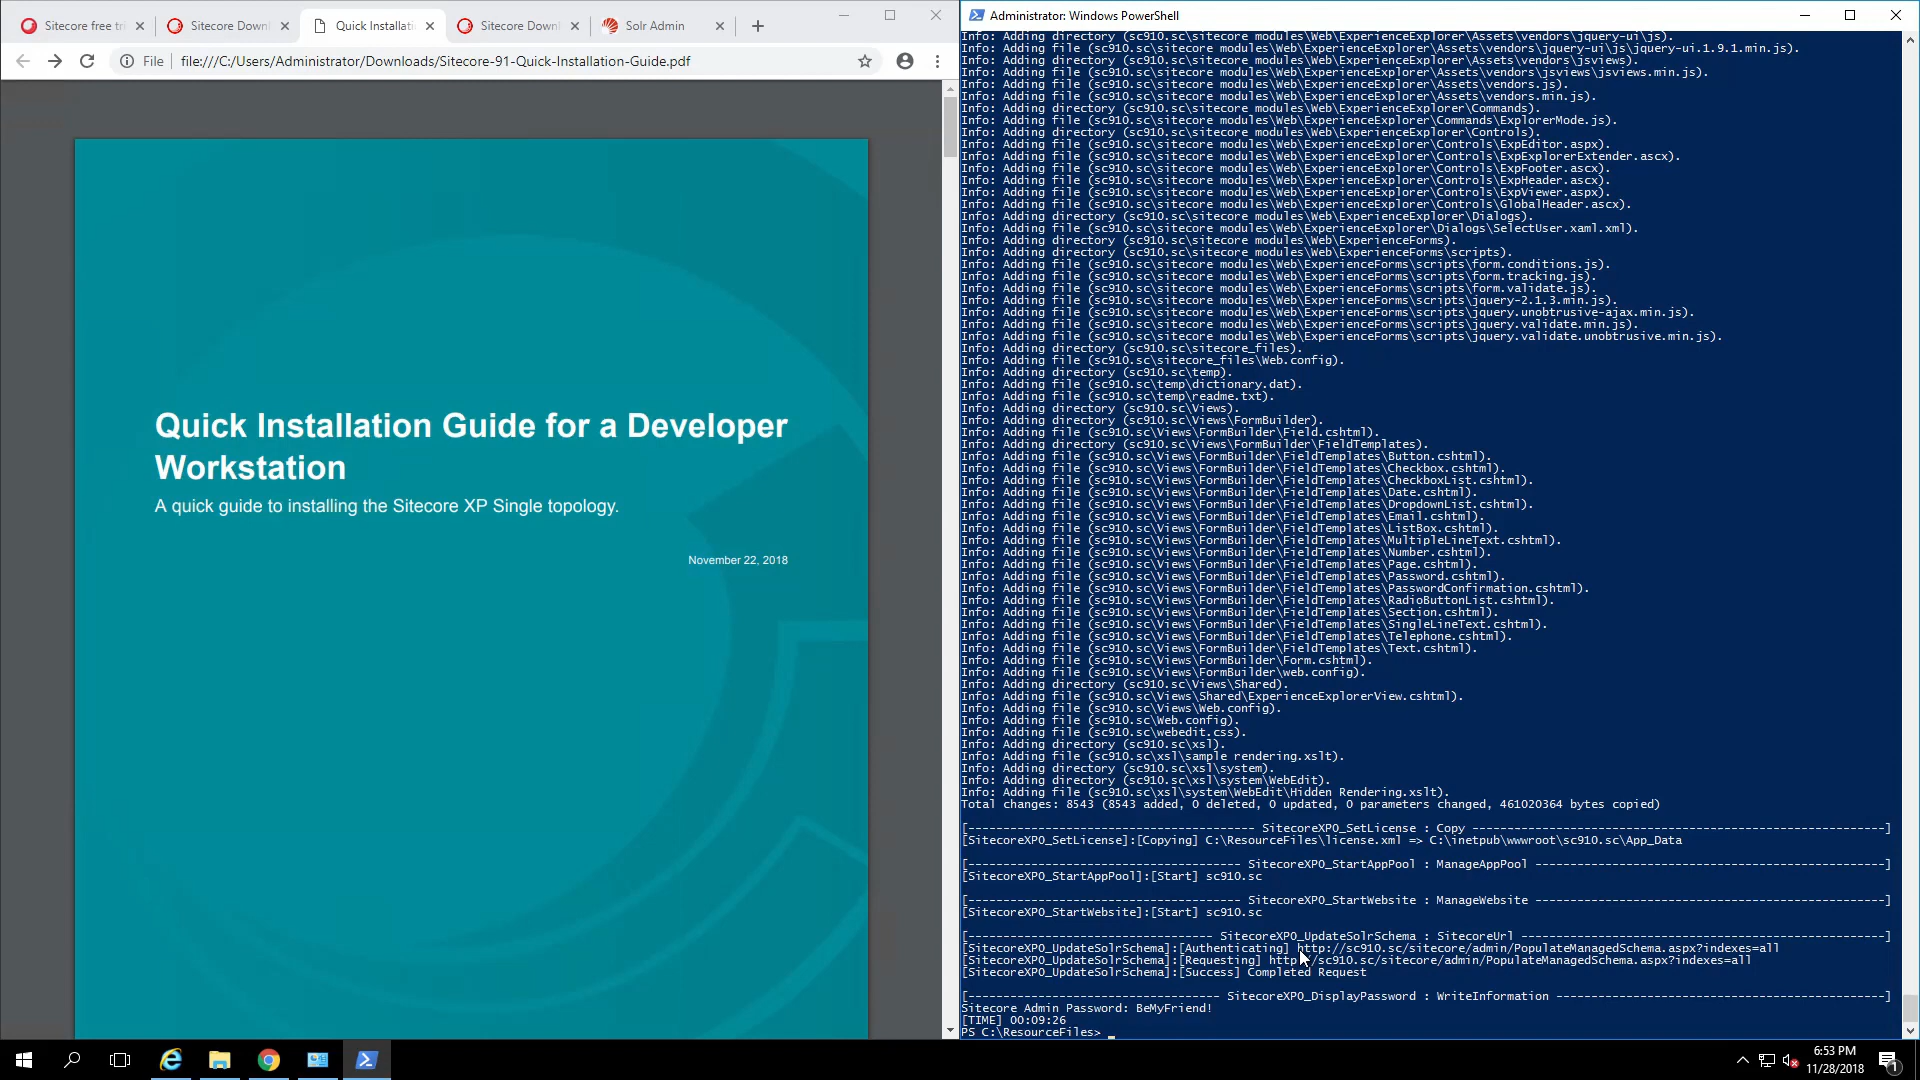 Sitecore free tri
Sitecore Downl
Quick Installati
Sitecore Downl
Solr Admin
File
file:///C:/Users/Administrator/Downloads/Sitecore-91-Quick-Installation-Guide.pdf
Quick Installation Guide for a Developer
Workstation
A quick guide to installing the Sitecore XP Single topology.
November 22, 2018
Administrator: Windows PowerShell
Info: Adding directory (sc910.sc\sitecore modules\Web\ExperienceExplorer\Assets\vendors\jquery-ui\js).
Info: Adding file (sc910.sc\sitecore modules\Web\ExperienceExplorer\Assets\vendors\jquery-ui\js\jquery-ui.1.9.1.min.js).
Info: Adding directory (sc910.sc\sitecore modules\Web\ExperienceExplorer\Assets\vendors\jsviews).
Info: Adding file (sc910.sc\sitecore modules\Web\ExperienceExplorer\Assets\vendors\jsviews\jsviews.min.js).
Info: Adding file (sc910.sc\sitecore modules\Web\ExperienceExplorer\Assets\vendors.js).
Info: Adding file (sc910.sc\sitecore modules\Web\ExperienceExplorer\Assets\vendors.min.js).
Info: Adding directory (sc910.sc\sitecore modules\Web\ExperienceExplorer\Commands).
Info: Adding file (sc910.sc\sitecore modules\Web\ExperienceExplorer\Commands\ExplorerMode.js).
Info: Adding directory (sc910.sc\sitecore modules\Web\ExperienceExplorer\Controls).
Info: Adding file (sc910.sc\sitecore modules\Web\ExperienceExplorer\Controls\ExpEditor.aspx).
Info: Adding file (sc910.sc\sitecore modules\Web\ExperienceExplorer\Controls\ExpExplorerExtender.ascx).
Info: Adding file (sc910.sc\sitecore modules\Web\ExperienceExplorer\Controls\ExpFooter.ascx).
Info: Adding file (sc910.sc\sitecore modules\Web\ExperienceExplorer\Controls\ExpHeader.ascx).
Info: Adding file (sc910.sc\sitecore modules\Web\ExperienceExplorer\Controls\ExpViewer.aspx).
Info: Adding file (sc910.sc\sitecore modules\Web\ExperienceExplorer\Controls\GlobalHeader.ascx).
Info: Adding directory (sc910.sc\sitecore modules\Web\ExperienceExplorer\Dialogs).
Info: Adding file (sc910.sc\sitecore modules\Web\ExperienceExplorer\Dialogs\SelectUser.xaml.xml).
Info: Adding directory (sc910.sc\sitecore modules\Web\ExperienceForms).
Info: Adding directory (sc910.sc\sitecore modules\Web\ExperienceForms\scripts).
Info: Adding file (sc910.sc\sitecore modules\Web\ExperienceForms\scripts\form.conditions.js).
Info: Adding file (sc910.sc\sitecore modules\Web\ExperienceForms\scripts\form.tracking.js).
Info: Adding file (sc910.sc\sitecore modules\Web\ExperienceForms\scripts\form.validate.js).
Info: Adding file (sc910.sc\sitecore modules\Web\ExperienceForms\scripts\jquery-2.1.3.min.js).
Info: Adding file (sc910.sc\sitecore modules\Web\ExperienceForms\scripts\jquery.unobtrusive-ajax.min.js).
Info: Adding file (sc910.sc\sitecore modules\Web\ExperienceForms\scripts\jquery.validate.min.js).
Info: Adding file (sc910.sc\sitecore modules\Web\ExperienceForms\scripts\jquery.validate.unobtrusive.min.js).
Info: Adding directory (sc910.sc\sitecore_files).
Info: Adding file (sc910.sc\sitecore_files\Web.config).
Info: Adding directory (sc910.sc\temp).
Info: Adding file (sc910.sc\temp\dictionary.dat).
Info: Adding file (sc910.sc\temp\readme.txt).
Info: Adding directory (sc910.sc\Views).
Info: Adding directory (sc910.sc\Views\FormBuilder).
Info: Adding file (sc910.sc\Views\FormBuilder\Field.cshtml).
Info: Adding directory (sc910.sc\Views\FormBuilder\FieldTemplates).
Info: Adding file (sc910.sc\Views\FormBuilder\FieldTemplates\Button.cshtml).
Info: Adding file (sc910.sc\Views\FormBuilder\FieldTemplates\Checkbox.cshtml).
Info: Adding file (sc910.sc\Views\FormBuilder\FieldTemplates\CheckboxList.cshtml).
Info: Adding file (sc910.sc\Views\FormBuilder\FieldTemplates\Date.cshtml).
Info: Adding file (sc910.sc\Views\FormBuilder\FieldTemplates\DropdownList.cshtml).
Info: Adding file (sc910.sc\Views\FormBuilder\FieldTemplates\Email.cshtml).
Info: Adding file (sc910.sc\Views\FormBuilder\FieldTemplates\ListBox.cshtml).
Info: Adding file (sc910.sc\Views\FormBuilder\FieldTemplates\MultipleLineText.cshtml).
Info: Adding file (sc910.sc\Views\FormBuilder\FieldTemplates\Number.cshtml).
Info: Adding file (sc910.sc\Views\FormBuilder\FieldTemplates\Page.cshtml).
Info: Adding file (sc910.sc\Views\FormBuilder\FieldTemplates\Password.cshtml).
Info: Adding file (sc910.sc\Views\FormBuilder\FieldTemplates\PasswordConfirmation.cshtml).
Info: Adding file (sc910.sc\Views\FormBuilder\FieldTemplates\RadioButtonList.cshtml).
Info: Adding file (sc910.sc\Views\FormBuilder\FieldTemplates\Section.cshtml).
Info: Adding file (sc910.sc\Views\FormBuilder\FieldTemplates\SingleLineText.cshtml).
Info: Adding file (sc910.sc\Views\FormBuilder\FieldTemplates\Telephone.cshtml).
Info: Adding file (sc910.sc\Views\FormBuilder\FieldTemplates\Text.cshtml).
Info: Adding file (sc910.sc\Views\FormBuilder\Form.cshtml).
Info: Adding file (sc910.sc\Views\FormBuilder\web.config).
Info: Adding directory (sc910.sc\Views\Shared).
Info: Adding file (sc910.sc\Views\Shared\ExperienceExplorerView.cshtml).
Info: Adding file (sc910.sc\Views\Web.config).
Info: Adding file (sc910.sc\Web.config).
Info: Adding file (sc910.sc\webedit.css).
Info: Adding directory (sc910.sc\xsl).
Info: Adding file (sc910.sc\xsl\sample rendering.xslt).
Info: Adding directory (sc910.sc\xsl\system).
Info: Adding directory (sc910.sc\xsl\system\WebEdit).
Info: Adding file (sc910.sc\xsl\system\WebEdit\Hidden Rendering.xslt).
Total changes: 8543 (8543 added, 0 deleted, 0 updated, 0 parameters changed, 461020364 bytes copied)
[----------------------------------------- SitecoreXP0_SetLicense : Copy -----------------------------------------------------------]
[SitecoreXP0_SetLicense]:[Copying] C:\ResourceFiles\license.xml => C:\inetpub\wwwroot\sc910.sc\App_Data
[--------------------------------------- SitecoreXP0_StartAppPool : ManageAppPool --------------------------------------------------]
[SitecoreXP0_StartAppPool]:[Start] sc910.sc
[--------------------------------------- SitecoreXP0_StartWebsite : ManageWebsite --------------------------------------------------]
[SitecoreXP0_StartWebsite]:[Start] sc910.sc
[----------------------------------- SitecoreXP0_UpdateSolrSchema : SitecoreUrl ----------------------------------------------------]
[SitecoreXP0_UpdateSolrSchema]:[Authenticating] http://sc910.sc/sitecore/admin/PopulateManagedSchema.aspx?indexes=all
[SitecoreXP0_UpdateSolrSchema]:[Requesting] http://sc910.sc/sitecore/admin/PopulateManagedSchema.aspx?indexes=all
[SitecoreXP0_UpdateSolrSchema]:[Success] Completed Request
[------------------------------------ SitecoreXP0_DisplayPassword : WriteInformation -----------------------------------------------]
Sitecore Admin Password: BeMyFriend!
[TIME] 00:09:26
PS C:\ResourceFiles>
6:53 PM
11/28/2018
1